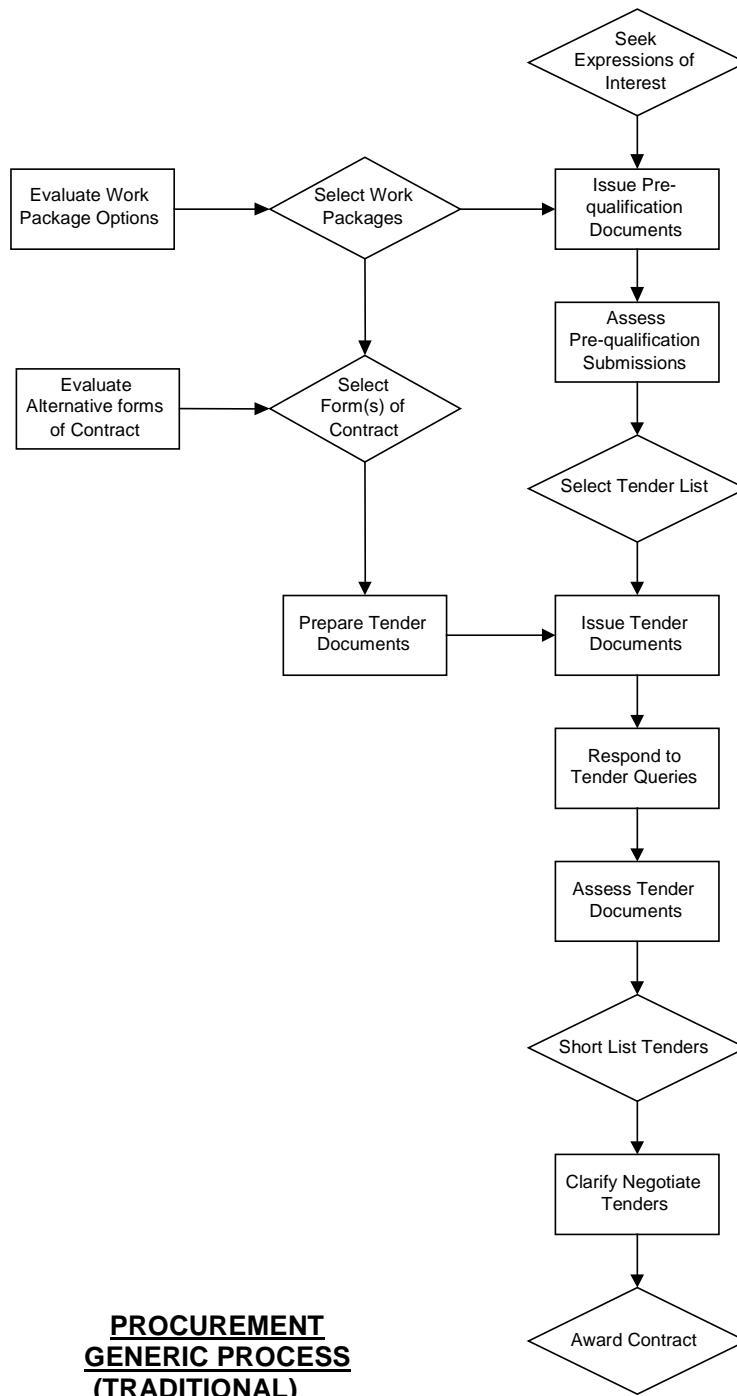 Seek
Expressions of
Interest
Evaluate Work
Package Options
Select Work
Packages
Issue Pre-
qualification
Documents
Assess
Pre-qualification
Submissions
Evaluate
Alternative forms
of Contract
Select
Form(s) of
Contract
Select Tender List
Prepare Tender
Documents
Issue Tender
Documents
Respond to
Tender Queries
Assess Tender
Documents
Short List Tenders
Clarify Negotiate
Tenders
Award Contract
PROCUREMENT
GENERIC PROCESS
(TRADITIONAL)